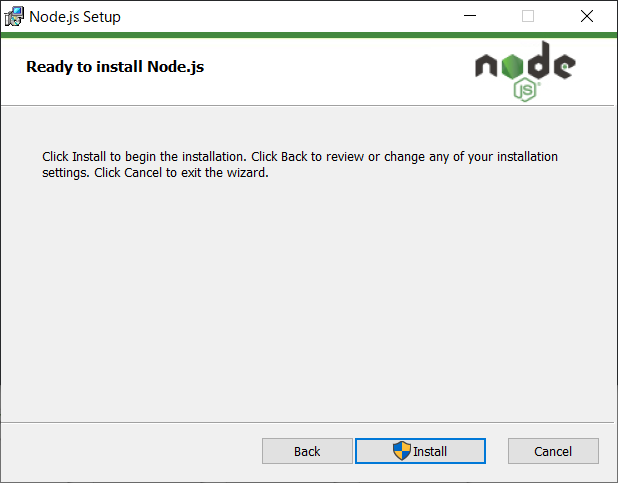 Node.js Setup
Ready to install Node.js
node
JS
Click Install to begin the installation. Click Back to review or change any of your installation
settings. Click Cancel to exit the wizard.
Back
Install
Cancel